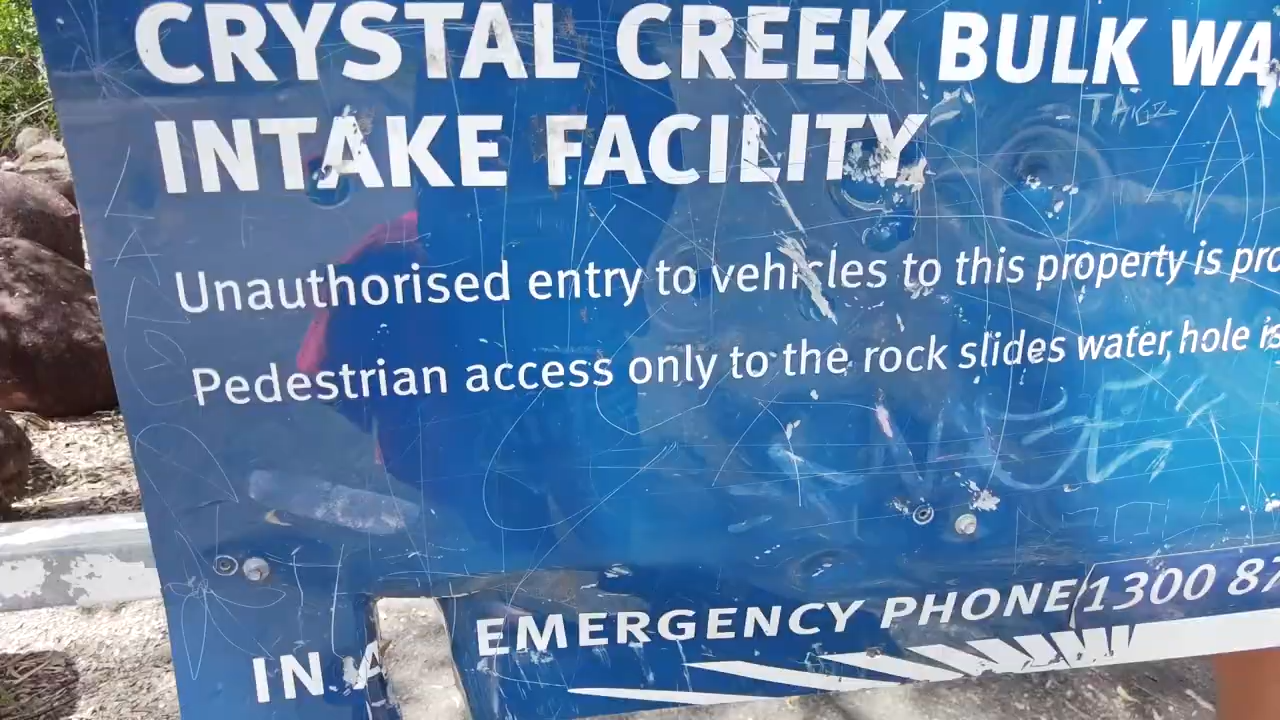 CRYSTAL CREEK BULK WA
INTAKE FACILITY
TAGZ
Unauthorised entry to vehicles to this property is pro
Pedestrian access only to the rock slides water hole is
IN A
EMERGENCY PHONE 1300 87